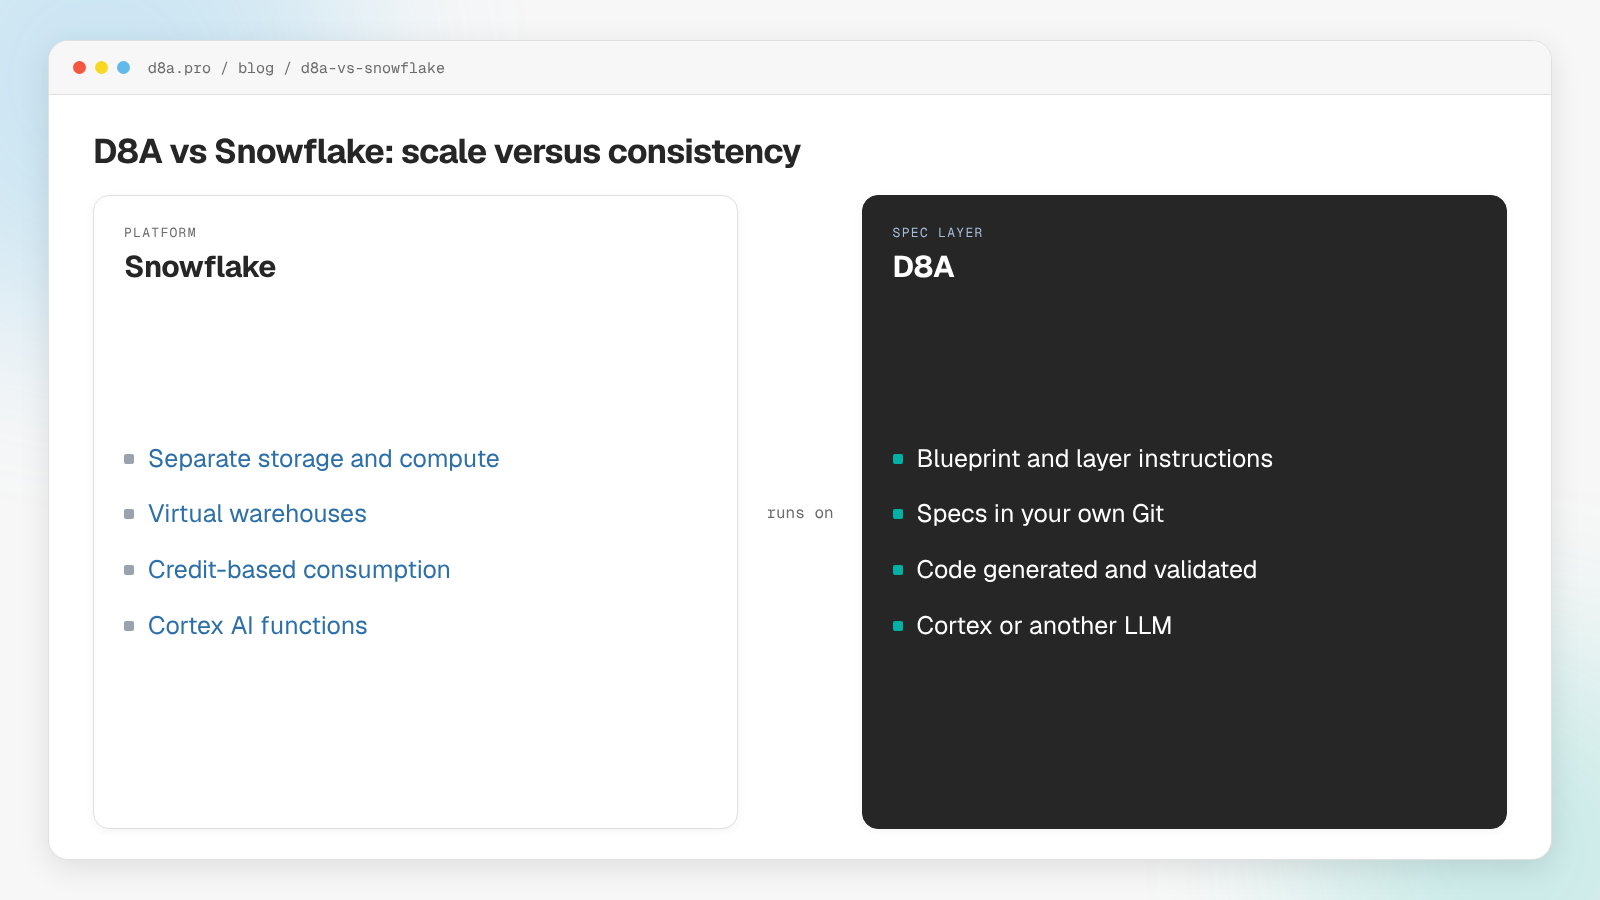 d8a.pro / blog / d8a-vs-snowflake
D8A vs Snowflake: scale versus consistency
PLATFORM
Snowflake
Separate storage and compute
Virtual warehouses
Credit-based consumption
Cortex AI functions
runs on
SPEC LAYER
D8A
Blueprint and layer instructions
Specs in your own Git
Code generated and validated
Cortex or another LLM